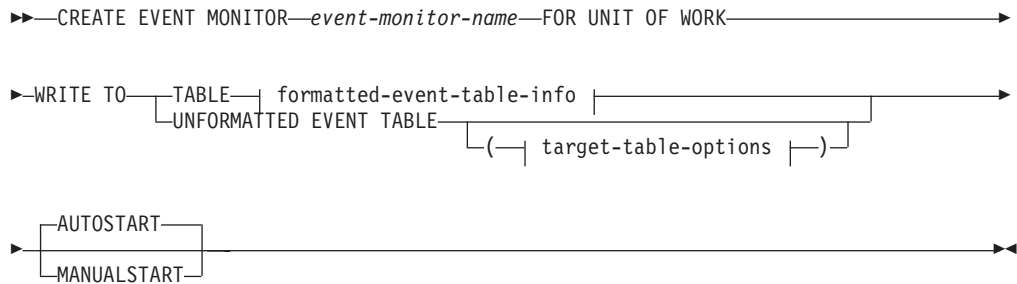 CREATE EVENT MONITOR event-monitor-name FOR UNIT OF WORK
WRITE TO TABLE formatted-event-table-info
UNFORMATTED EVENT TABLE
( target-table-options )
AUTOSTART
MANUALSTART